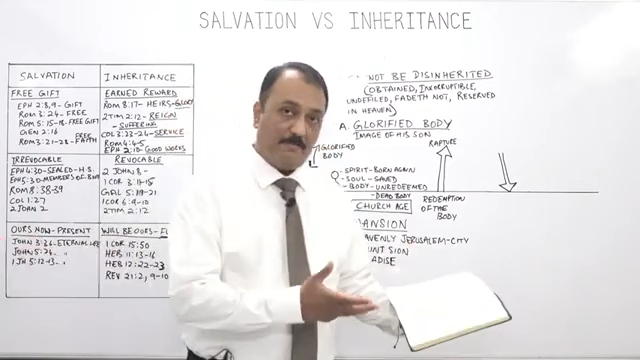 SALVATION VS INHERITANCE
SALVATION
FREE GIFT
EPH 2:8,9 - GIFT
ROM 3:24 - FREE
ROM 5:15-18-FREE GIFT
GEN 2:16
ROM 3:21-28-FREE FAITH
IRREVOCABLE
EPH 4:30-SEALED-H.S.
EPH 5:30-MEMBERS OF
ROM 8:38-39
COL 1:27
2 JOHN 2
OURS NOW-PRESENT
JOHN 3:36-ETERNAL LIFE
JOHN 5:24- "
1 JH 5:12-13- "
INHERITANCE
EARNED REWARD
ROM 8:17- HEIRS-GLORY
2TIM 2:12- REIGN
-SUFFERING
COL 3:23-24-SERVICE
ROM 4:4-5
EPH 2:10-GOOD WORKS
REVOCABLE
2 JOHN 8-
1 COR 3:11-15
GAL 5:19-21
1 COR 6:9-10
2TIM 2:12
WILL BE OURS-
1 COR 15:50
HEB 11:13-16
HEB 12:22-23
REV 21:2, 9-10
NOT BE DISINHERITED
(OBTAINED, INCORRUPTIBLE,
UNDEFILED, FADETH NOT, RESERVED
IN HEAVEN)
A. GLORIFIED BODY
IMAGE OF HIS SON
GLORIFIED
BODY
RAPTURE
SPIRIT-BORN AGAIN
SOUL-SAVED
BODY-UNREDEEMED
DEAD BODY
CHURCH AGE
REDEMPTION
OF THE
BODY
MANSION
HEAVENLY JERUSALEM-CITY